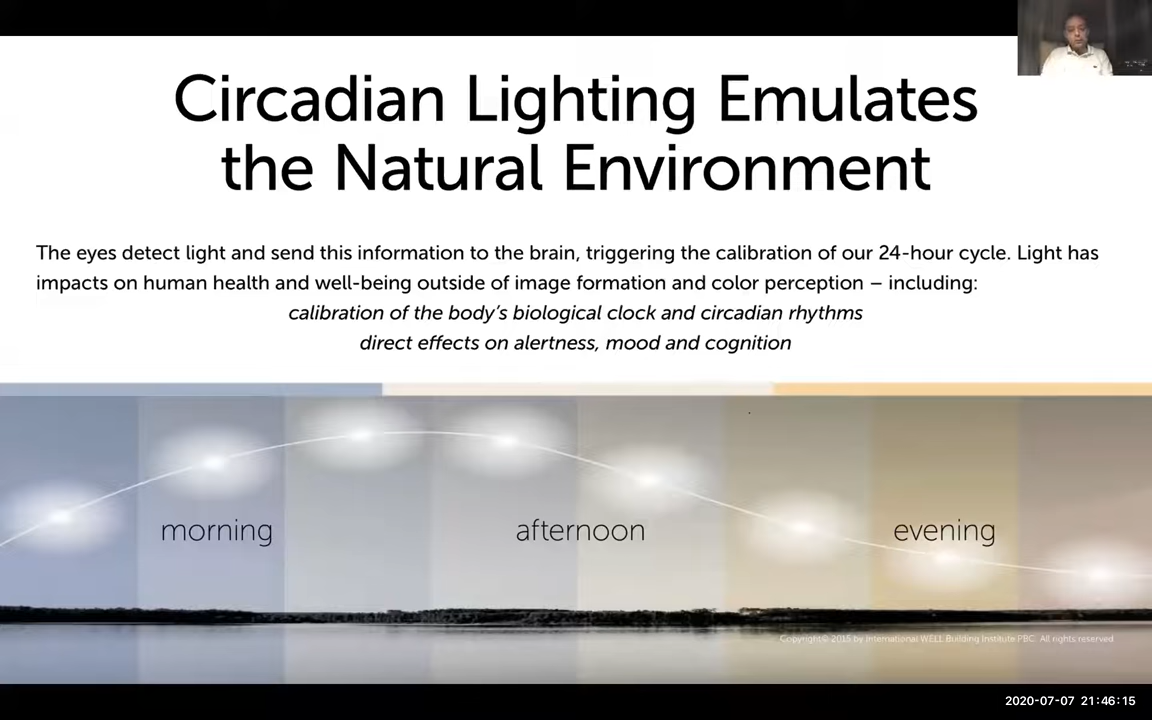 Circadian Lighting Emulates
the Natural Environment
The eyes detect light and send this information to the brain, triggering the calibration of our 24-hour cycle. Light has
impacts on human health and well-being outside of image formation and color perception – including:
calibration of the body's biological clock and circadian rhythms
direct effects on alertness, mood and cognition
morning
afternoon
evening
Copyright© 2015 by International WELL Building Institute PBC. All rights reserved
2020-07-07 21:46:15